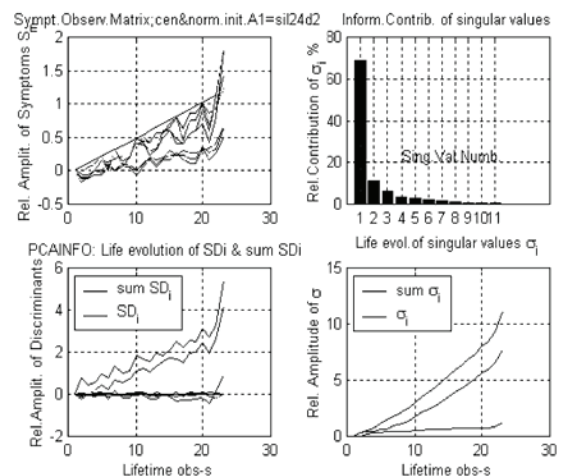 Sympt.Observ.Matrix;cen&norm.init.A1=sil24d2
Rel. Amplit. of Symptoms S
2
1.5
1
0.5
0
-0.5
0 10 20 30
Inform.Contrib. of singular values
Rel.Contribution of σi %
80
60
40
20
0
Sing.Val.Numb.
1 2 3 4 5 6 7 8 9 10 11
PCAINFO: Life evolution of SDi & sum SDi
Rel.Amplit. of Discriminants
6
4
2
0
-2
sum SDi
SDi
0 10 20 30
Lifetime obs-s
Life evol.of singular values σi
Rel. Amplitude of σ
15
10
5
0
sum σi
σi
0 10 20 30
Lifetime obs-s